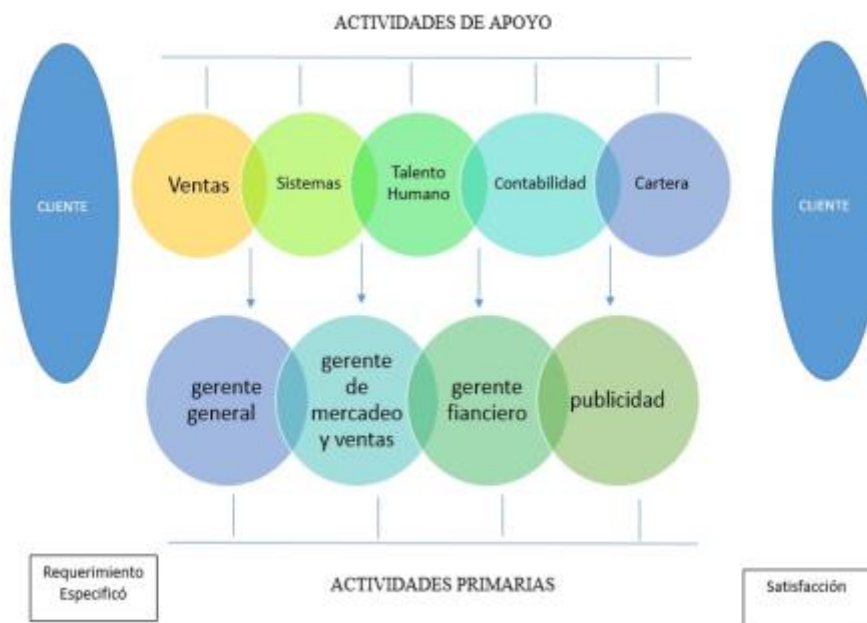 ACTIVIDADES DE APOYO
CLIENTE
Ventas
Sistemas
Talento
Humano
Contabilidad
Cartera
CLIENTE
gerente
general
gerente
de
mercadeo
y ventas
gerente
fianciero
publicidad
Requerimiento
Especificó
ACTIVIDADES PRIMARIAS
Satisfacción